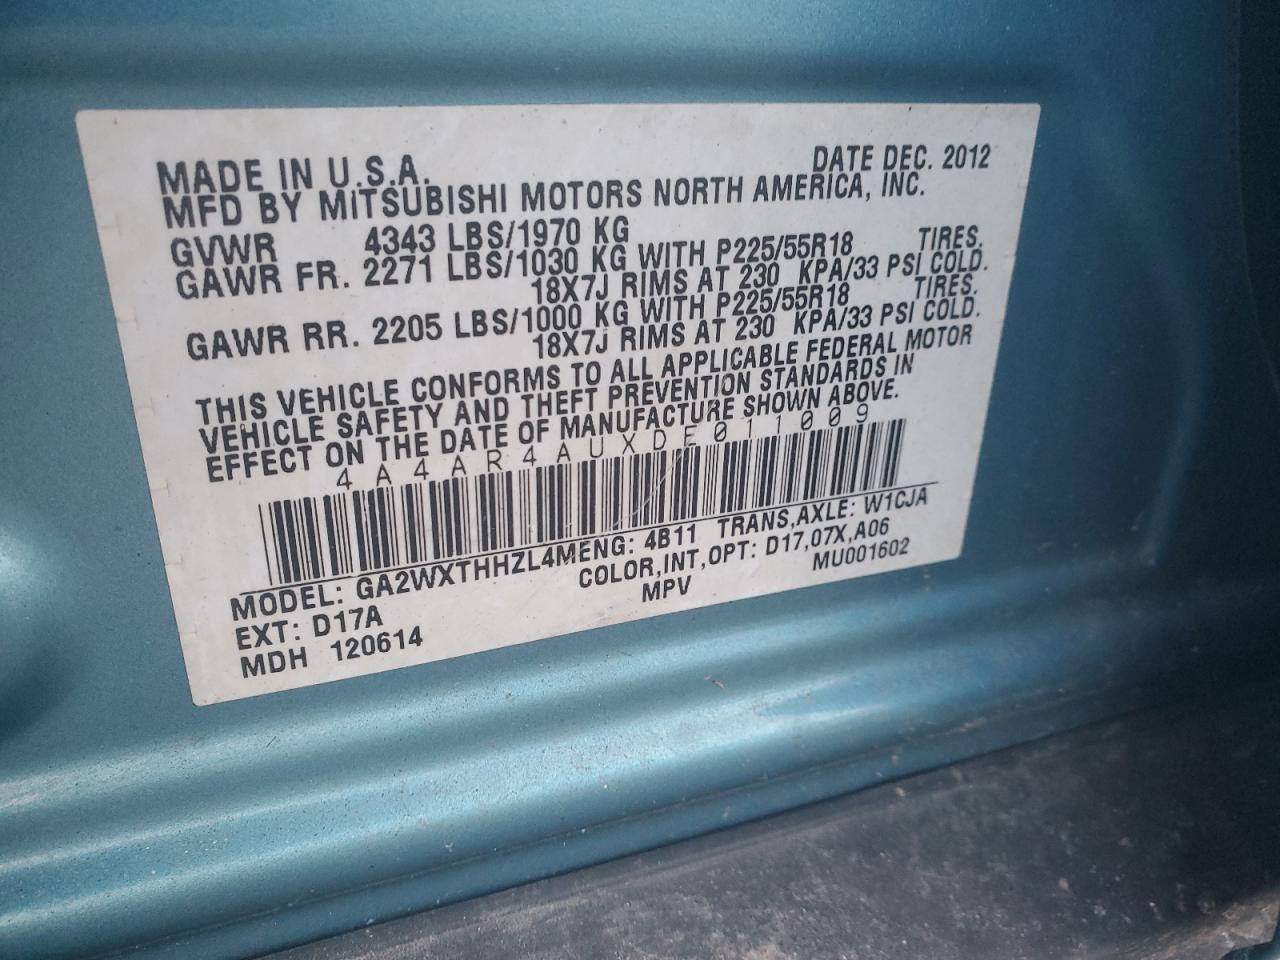 MADE IN U.S.A. DATE DEC. 2012
MFD BY MITSUBISHI MOTORS NORTH AMERICA, INC.
GVWR 4343 LBS/1970 KG
GAWR FR. 2271 LBS/1030 KG WITH P225/55R18 TIRES.
18X7J RIMS AT 230 KPA/33 PSI COLD.
GAWR RR. 2205 LBS/1000 KG WITH P225/55R18 TIRES.
18X7J RIMS AT 230 KPA/33 PSI COLD.
THIS VEHICLE CONFORMS TO ALL APPLICABLE FEDERAL MOTOR
VEHICLE SAFETY AND THEFT PREVENTION STANDARDS IN
EFFECT ON THE DATE OF MANUFACTURE SHOWN ABOVE.
4A4AR4AUXDE011009
MODEL: GA2WXTHHZL4MENG: 4B11 TRANS,AXLE: W1CJA
EXT: D17A COLOR,INT,OPT: D17,07X,A06
MDH 120614 MPV MU001602